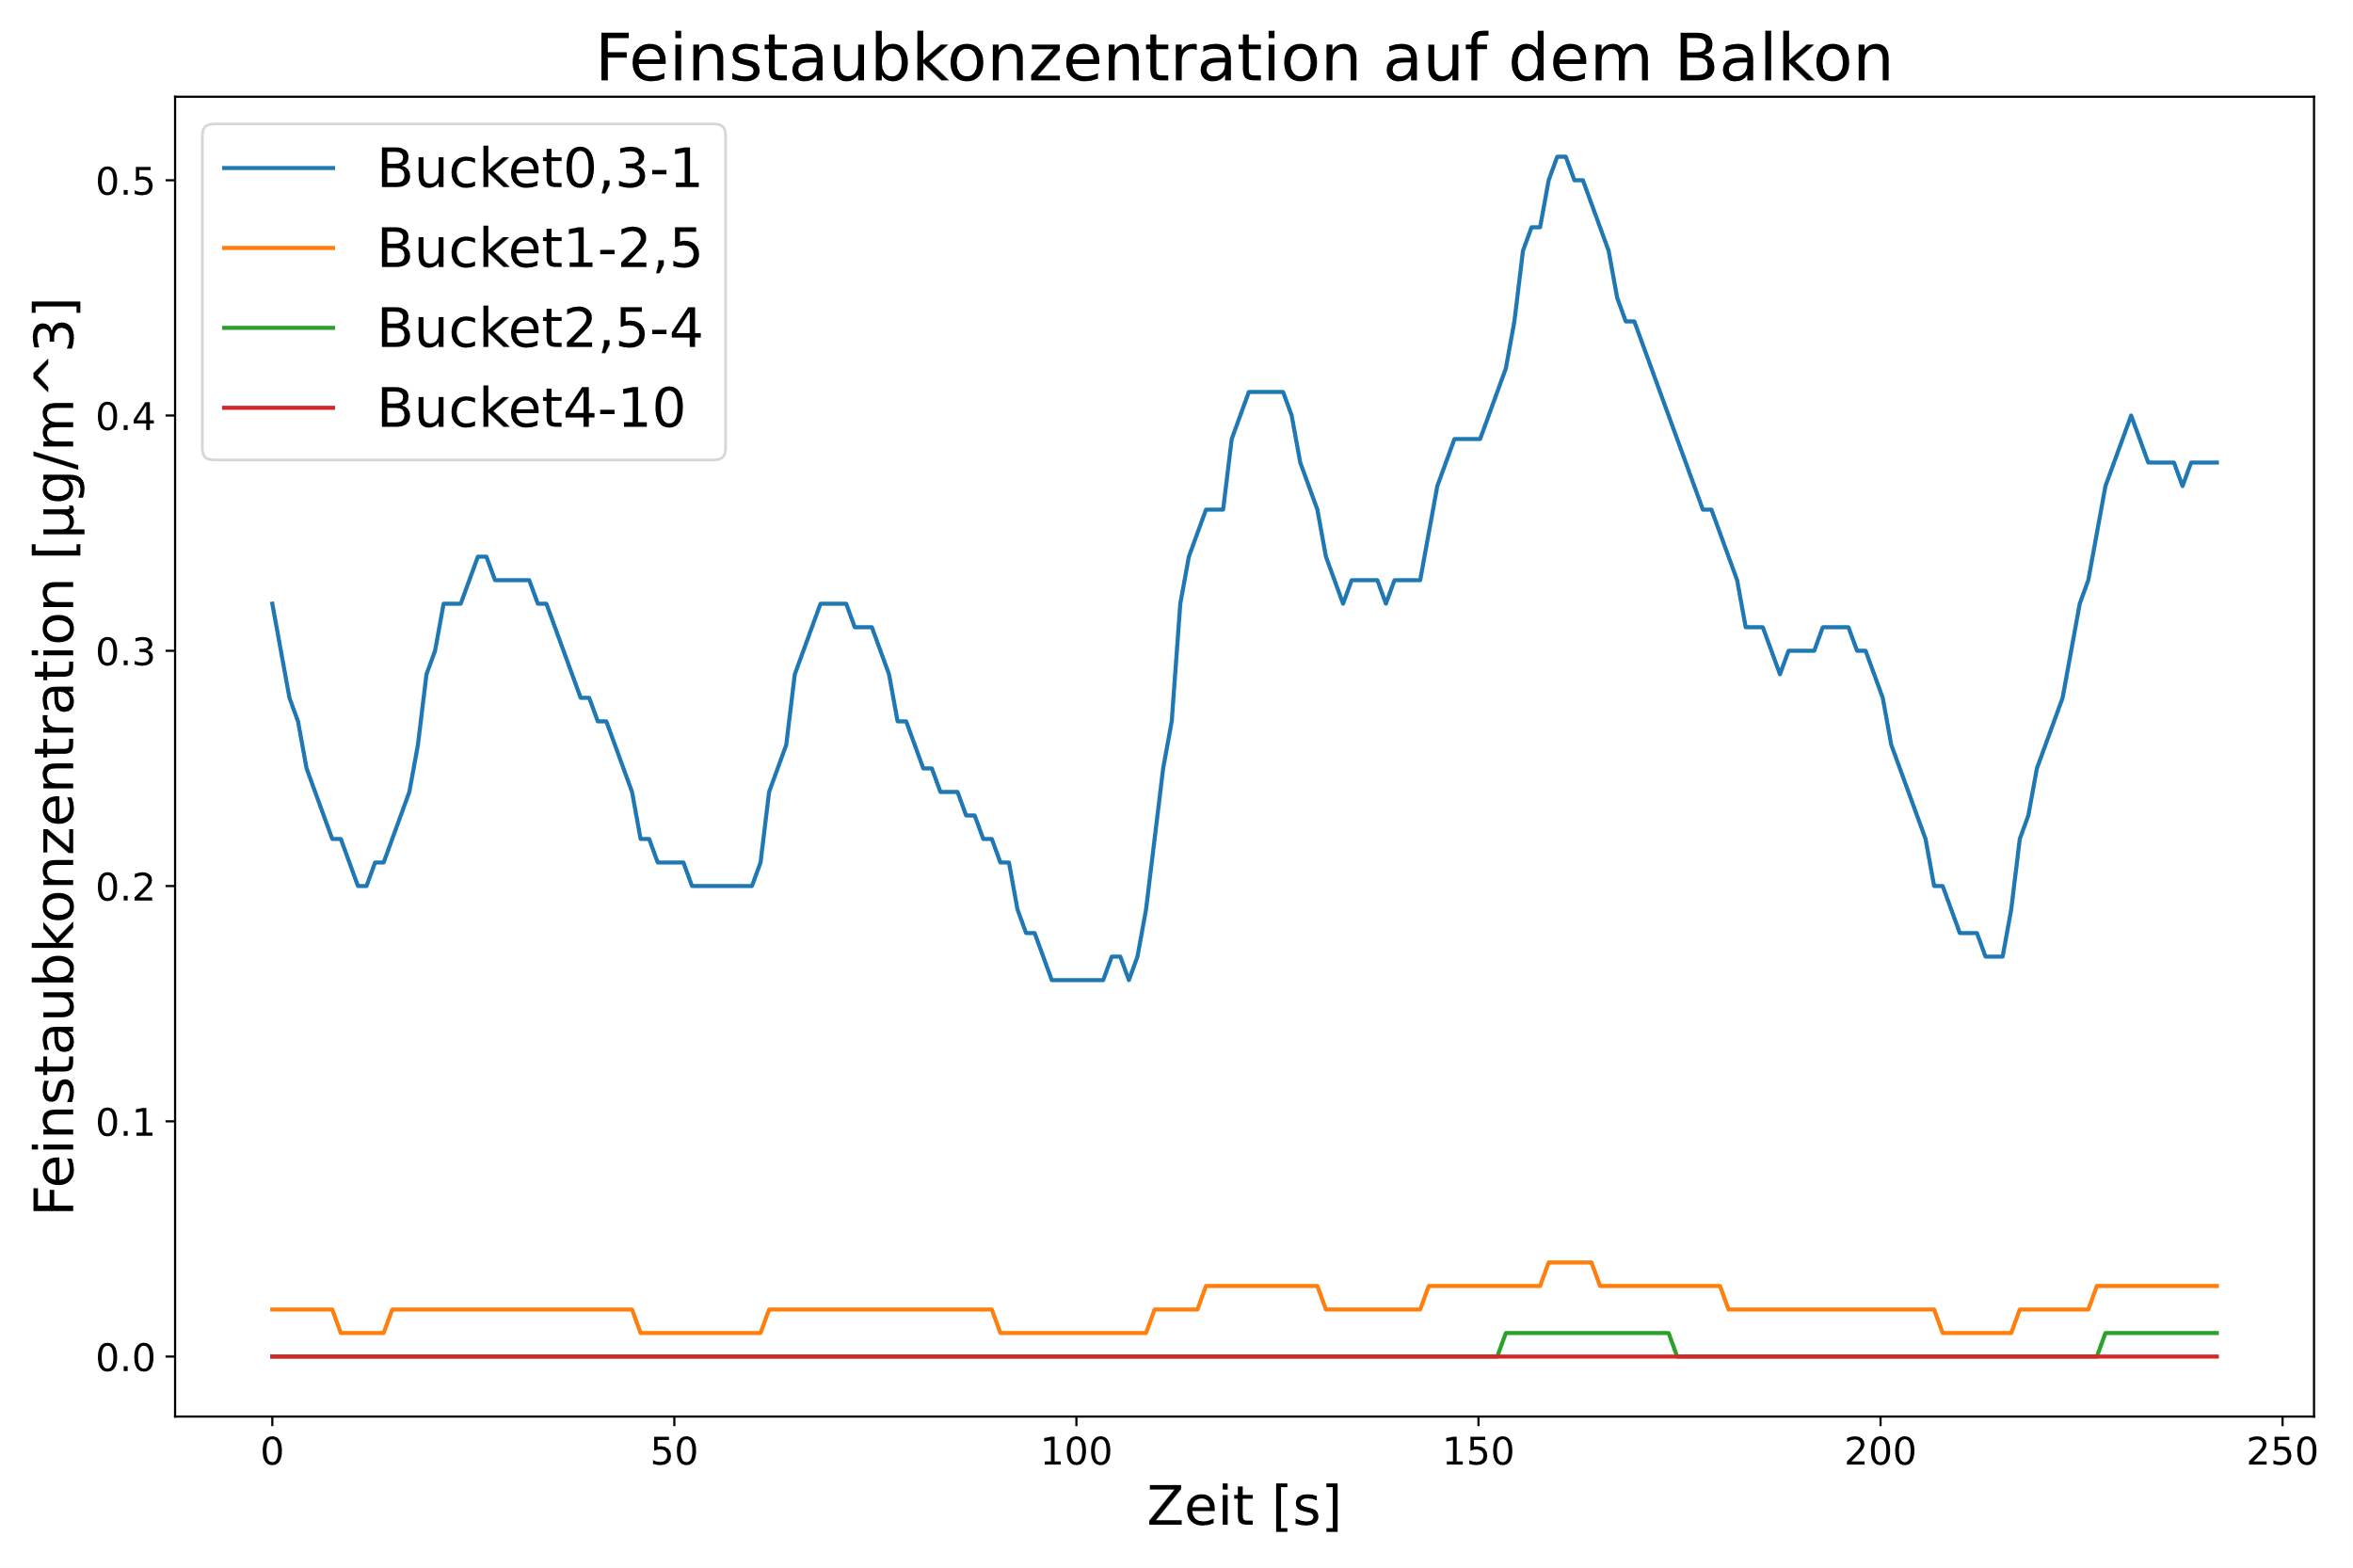 Feinstaubkonzentration auf dem Balkon
Feinstaubkonzentration [µg/m^3]
0.5
0.4
0.3
0.2
0.1
0.0
Bucket0,3-1
Bucket1-2,5
Bucket2,5-4
Bucket4-10
0 50 100 150 200 250
Zeit [s]